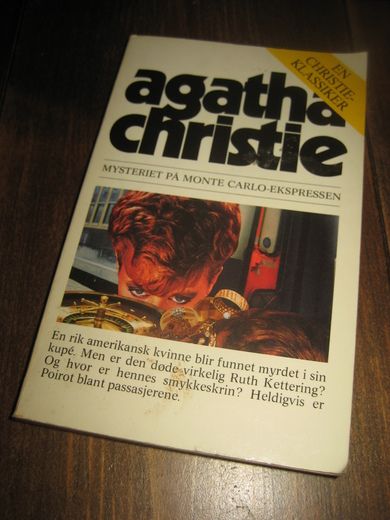 EN
CHRISTIE-
KLASSIKER
agatha
christie
MYSTERIET PÅ MONTE CARLO-EKSPRESSEN
En rik amerikansk kvinne blir funnet myrdet i sin
kupé. Men er den døde virkelig Ruth Kettering?
Og hvor er hennes smykkeskrin? Heldigvis er
Poirot blant passasjerene.